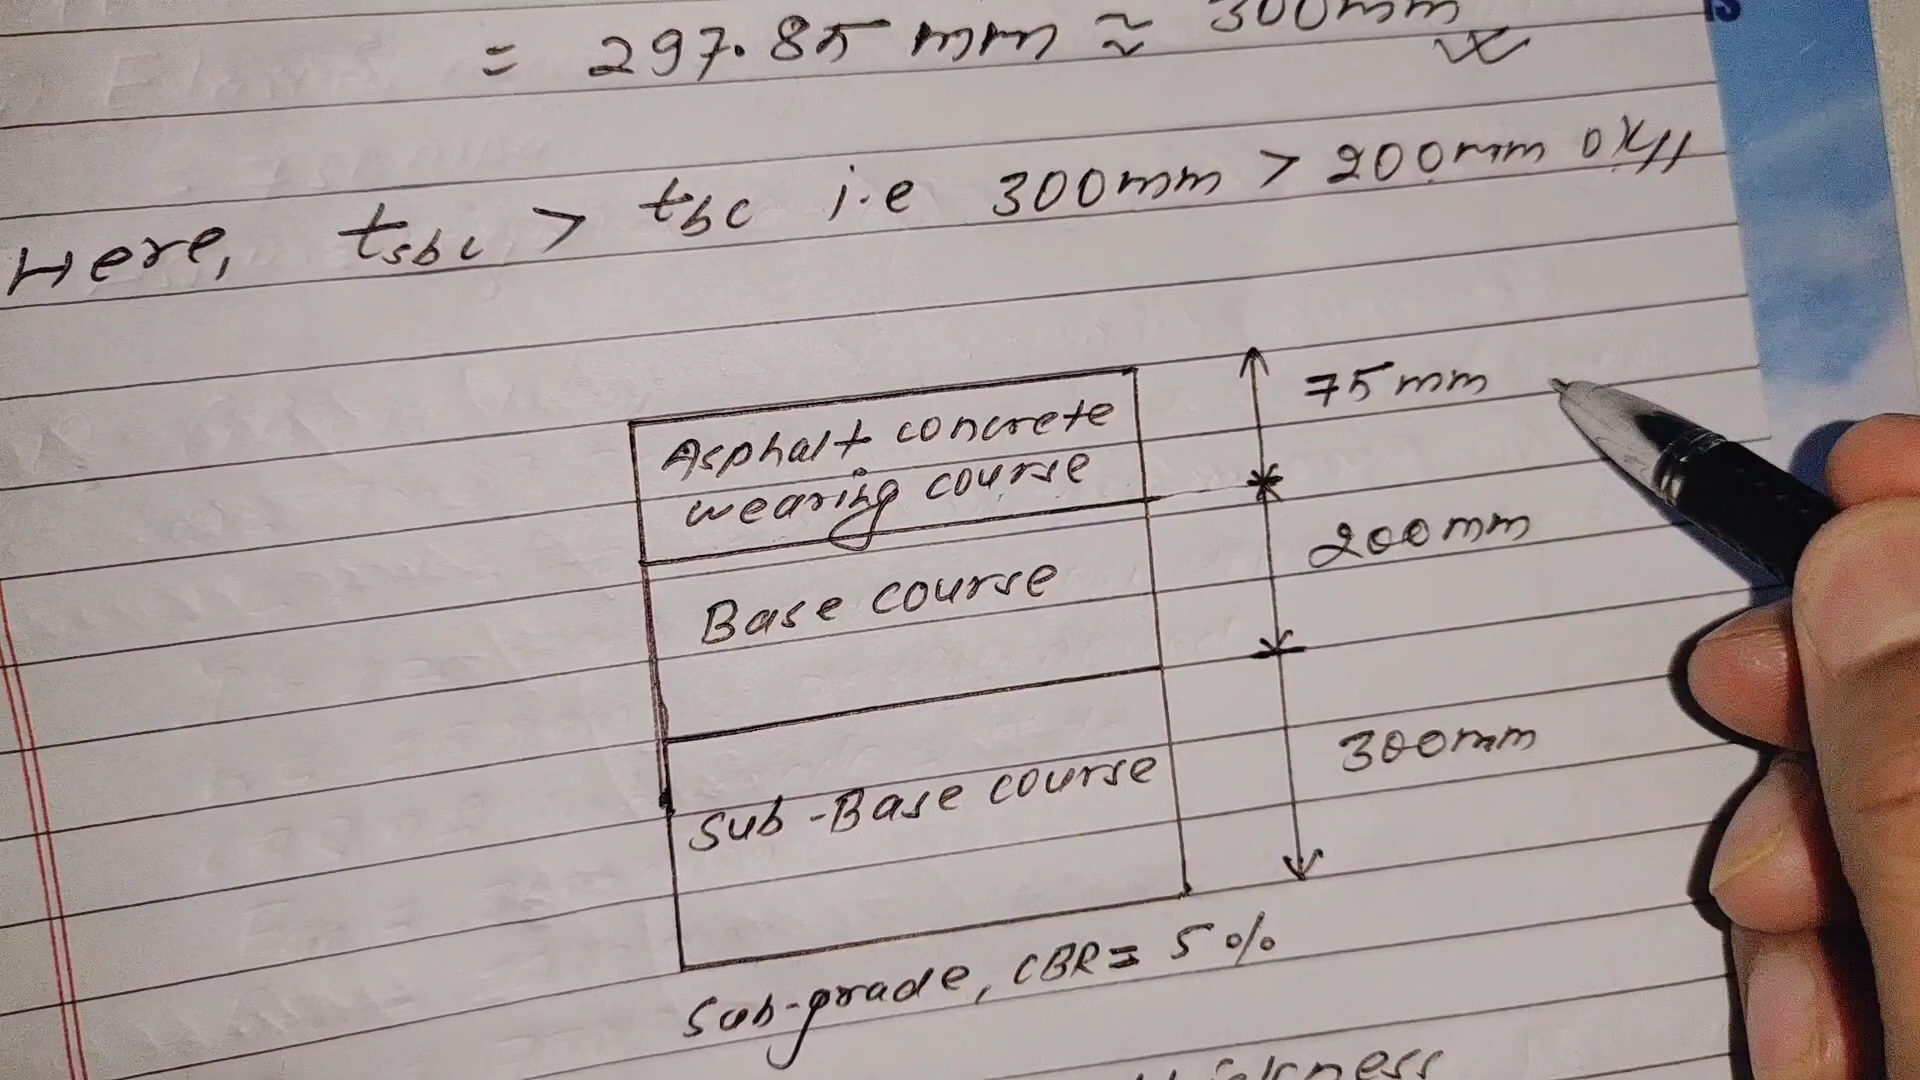 = 297.85 mm ≈ 300mm
Here, tsbc > tbc i.e 300mm > 200mm OK//
Asphalt concrete
wearing course
75mm
Base course
200mm
Sub-Base course
300mm
Sub-grade, CBR = 5%